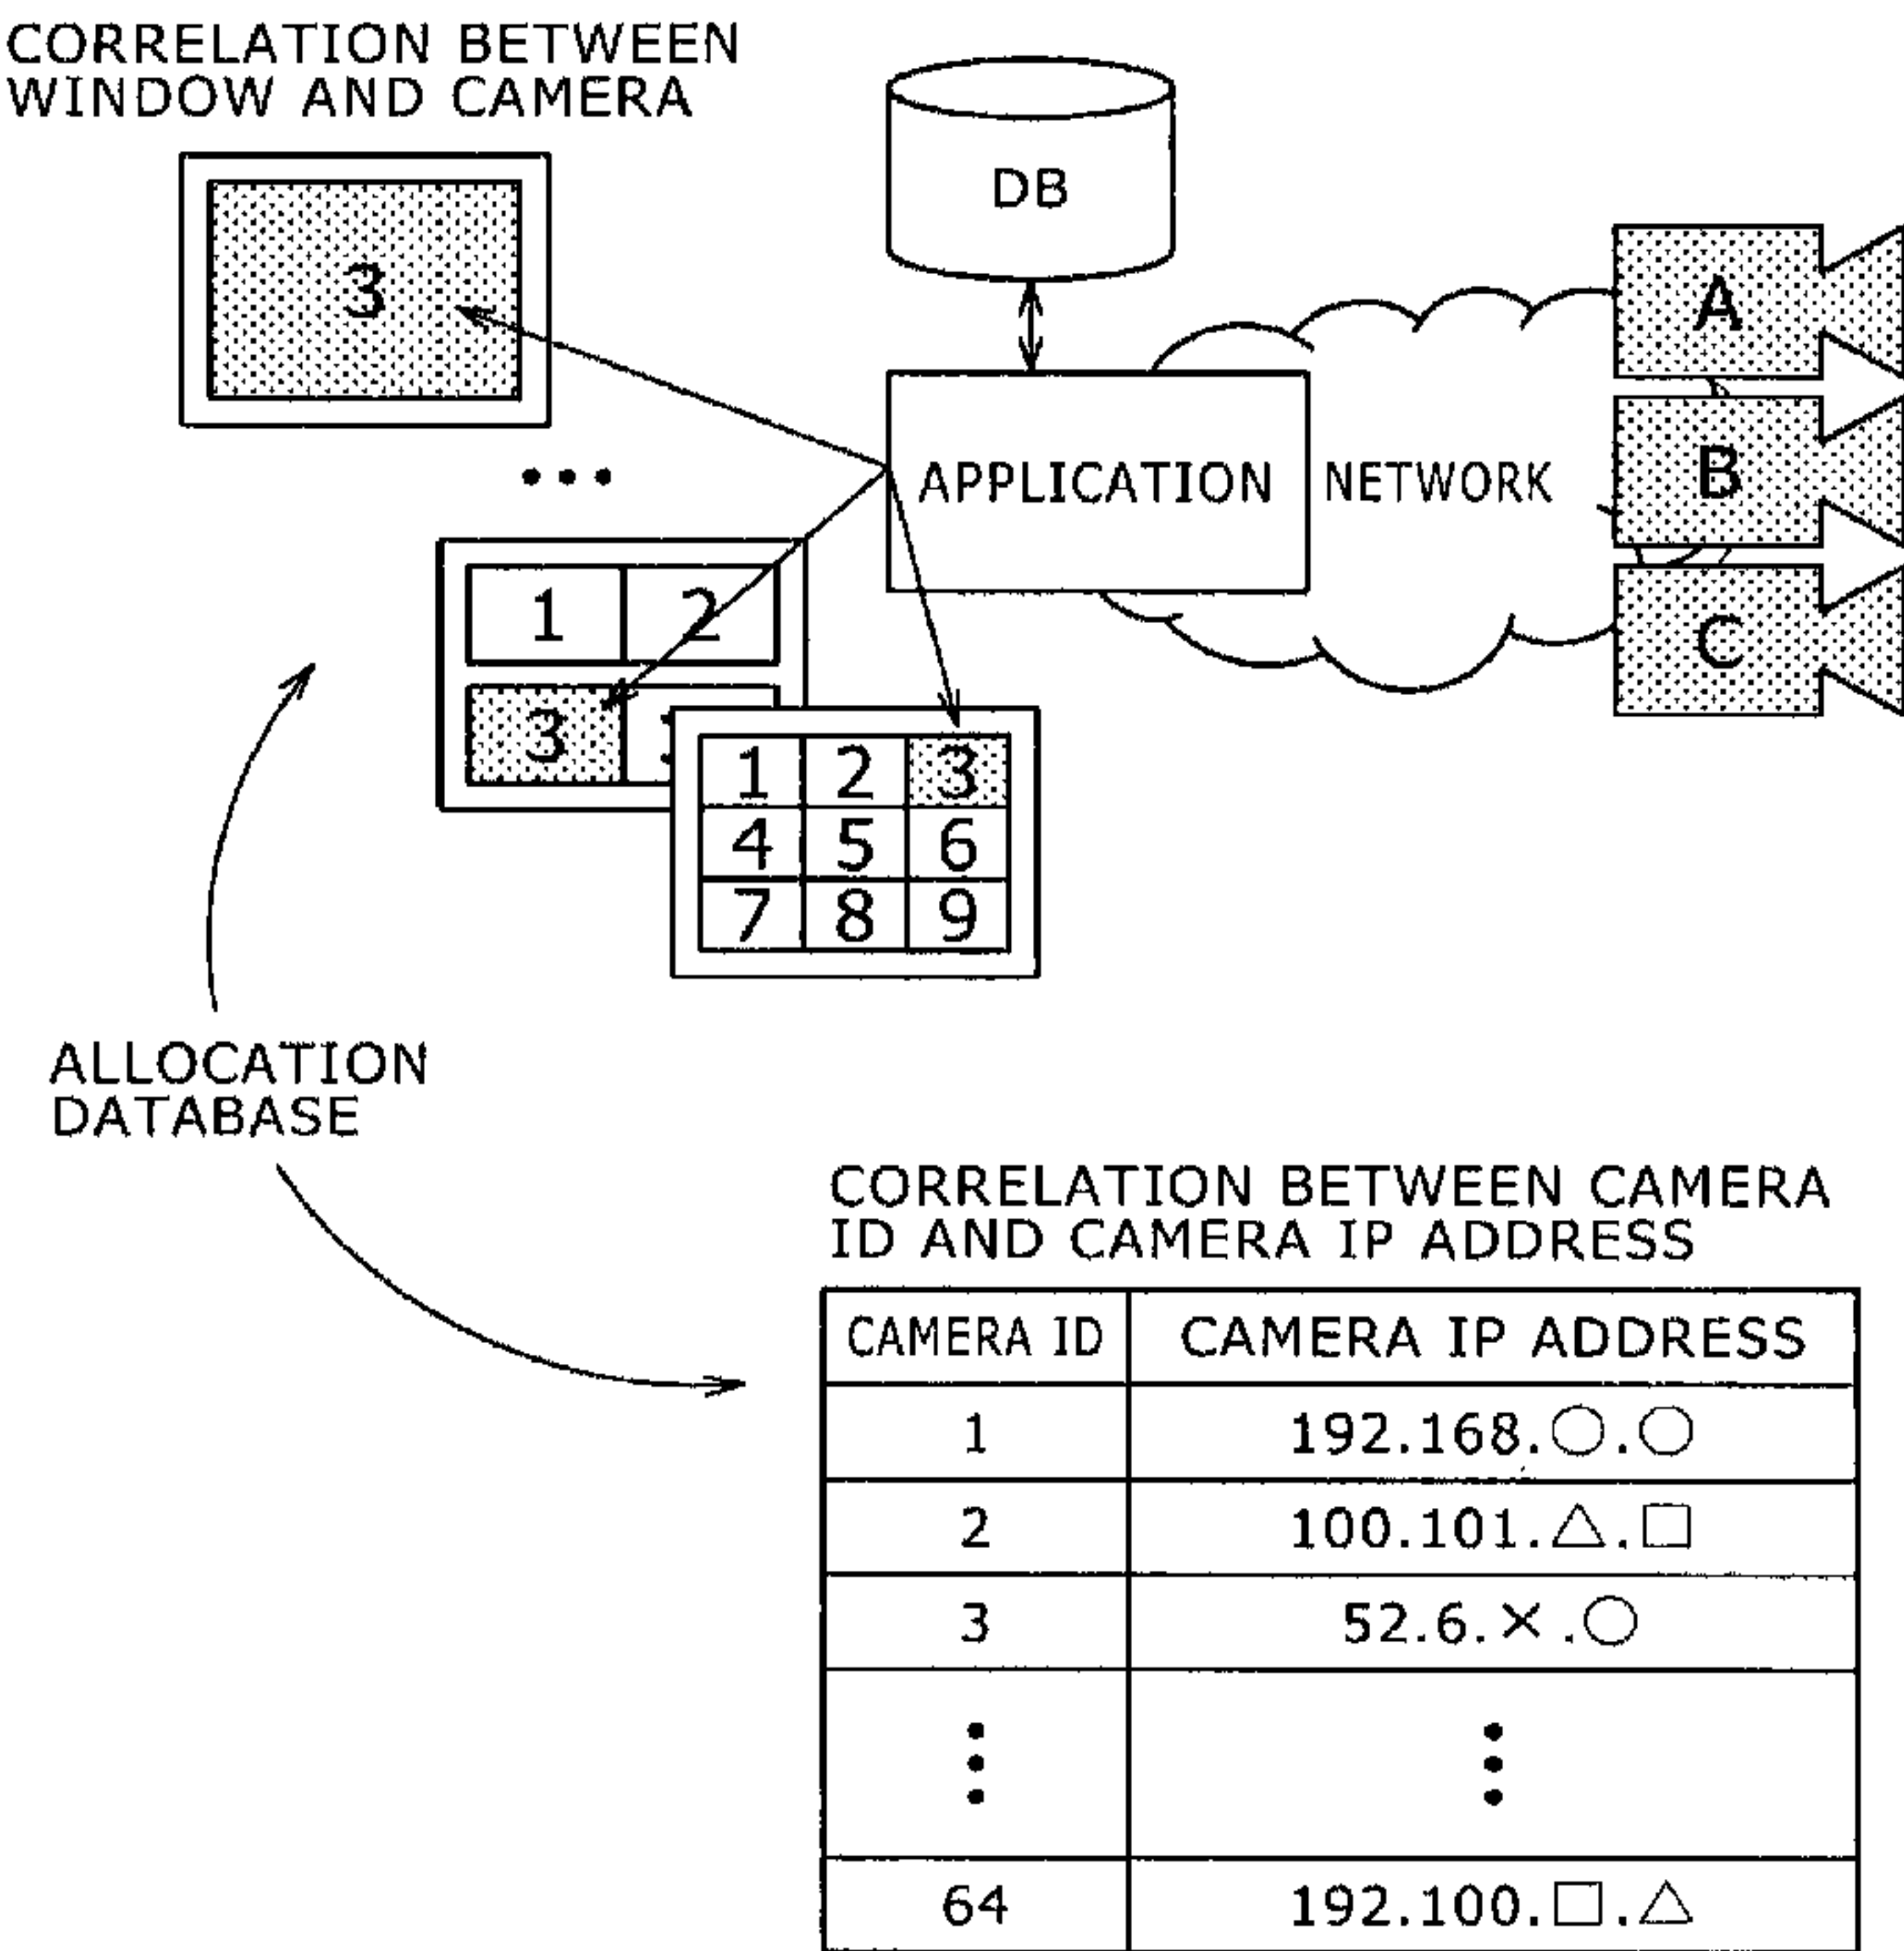 CORRELATION BETWEEN
WINDOW AND CAMERA
DB
3
A
APPLICATION
NETWORK
B
C
1 2
3
1 2 3
4 5 6
7 8 9
ALLOCATION
DATABASE
CORRELATION BETWEEN CAMERA
ID AND CAMERA IP ADDRESS
CAMERA ID CAMERA IP ADDRESS
1 192.168.○.○
2 100.101.△.□
3 52.6.×.○
64 192.100.□.△